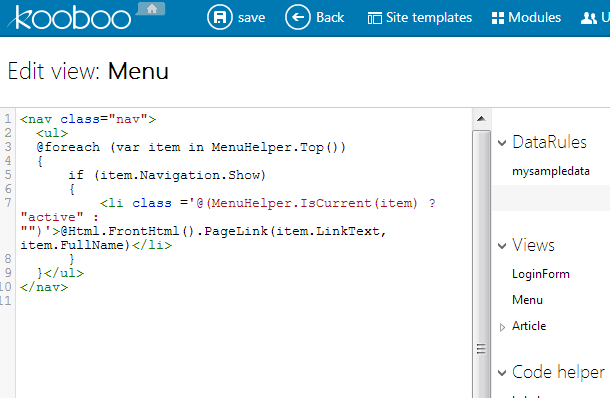 kooboo
save
Back
Site templates
Modules
U
Edit view: Menu
1 <nav class="nav">
2 <ul>
3 @foreach (var item in MenuHelper.Top())
4 {
5 if (item.Navigation.Show)
6 {
7 <li class ='@(MenuHelper.IsCurrent(item) ?
"active" :
"")'>@Html.FrontHtml().PageLink(item.LinkText,
item.FullName)</li>
8 }
9 }</ul>
10 </nav>
11
DataRules
mysampledata
Views
LoginForm
Menu
Article
Code helper